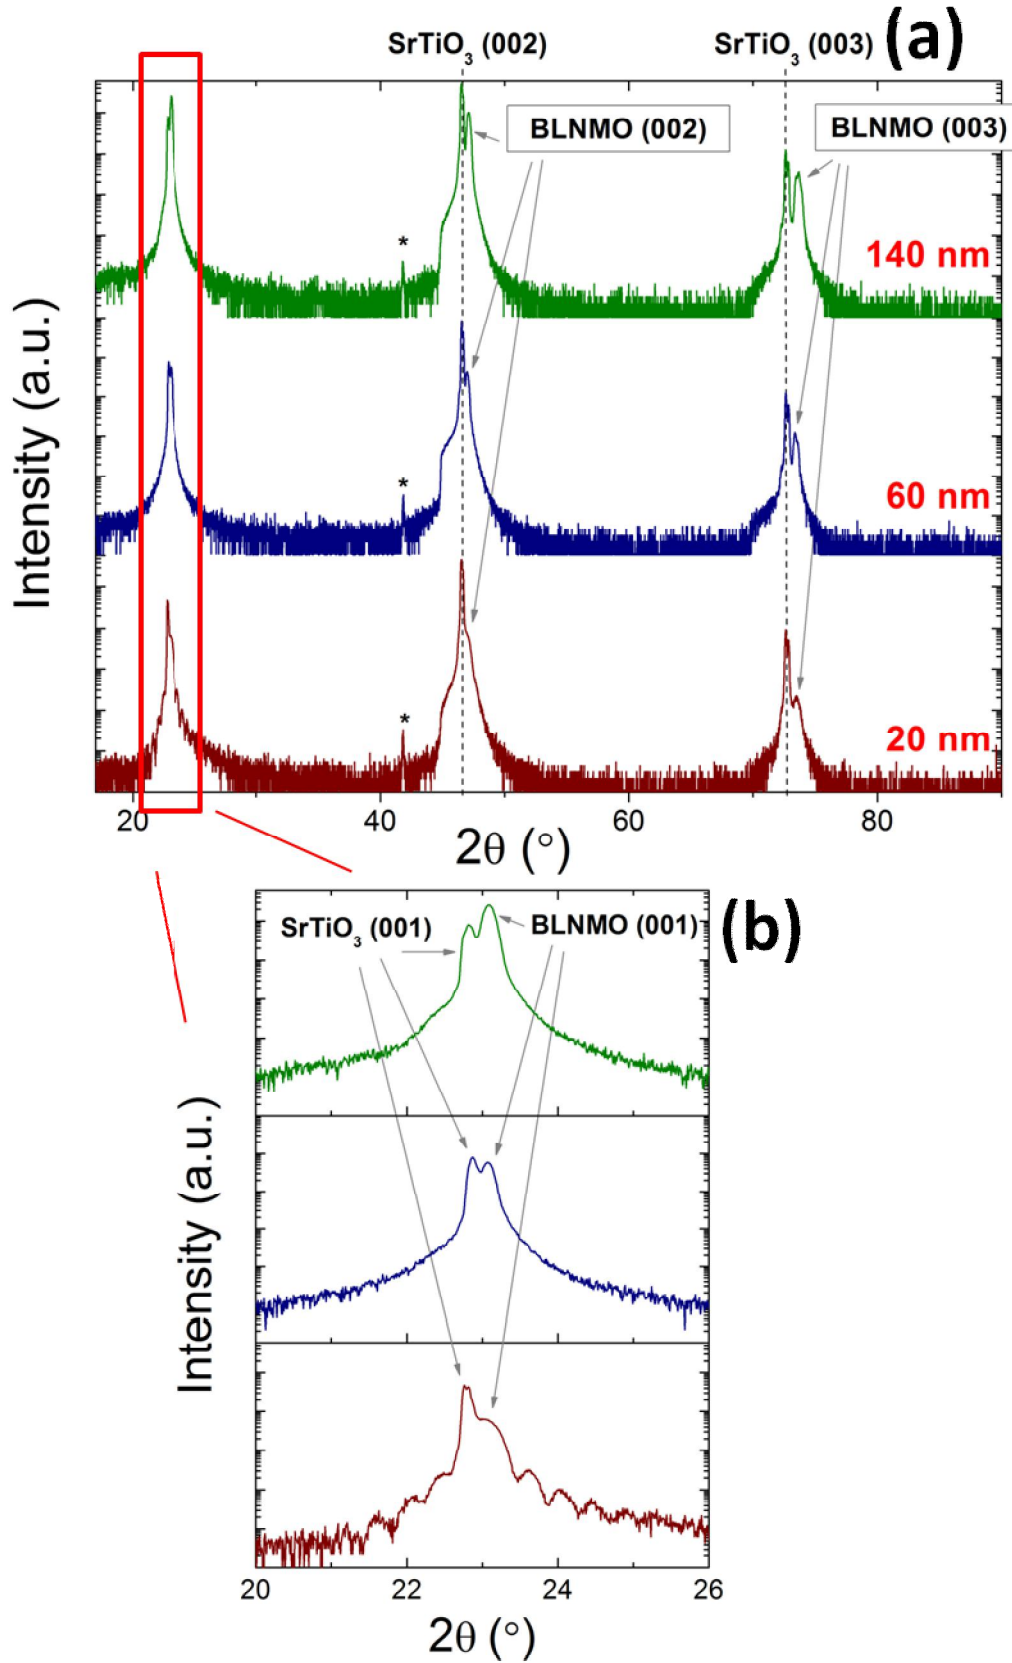 SrTiO₃ (002)
SrTiO₃ (003)
(a)
BLNMO (002)
BLNMO (003)
*
140 nm
*
60 nm
*
20 nm
Intensity (a.u.)
20
40
60
80
2θ (°)
(b)
SrTiO₃ (001)
BLNMO (001)
Intensity (a.u.)
20
22
24
26
2θ (°)